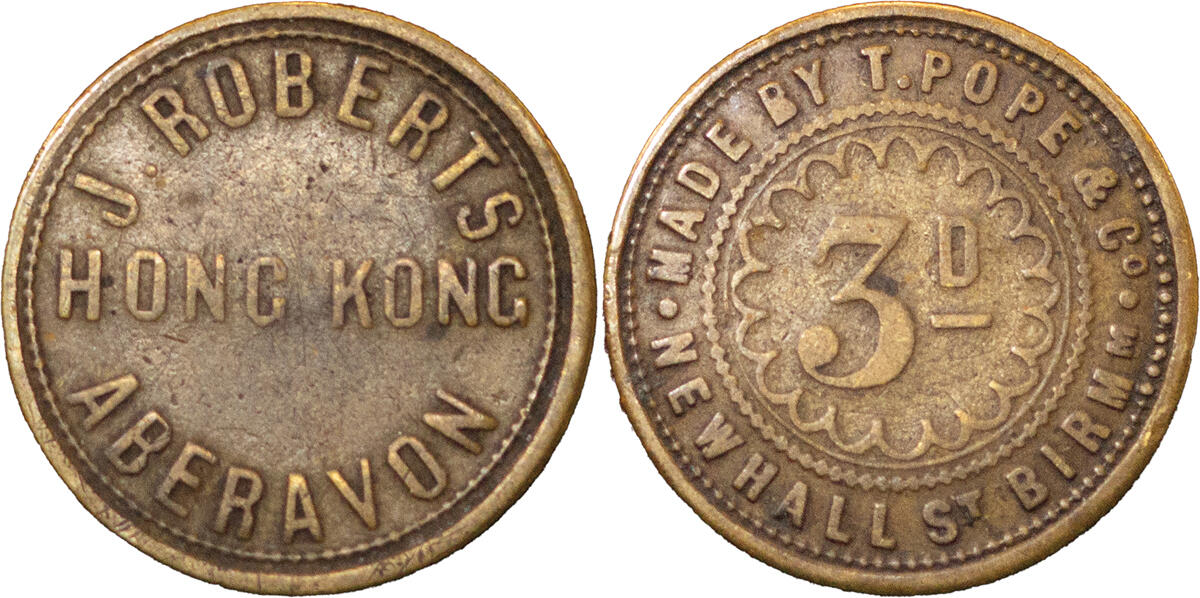 J. ROBERTS
HONG KONG
ABERAVON
· MADE BY T. POPE & Co ·
3D
NEWHALL ST BIRMM